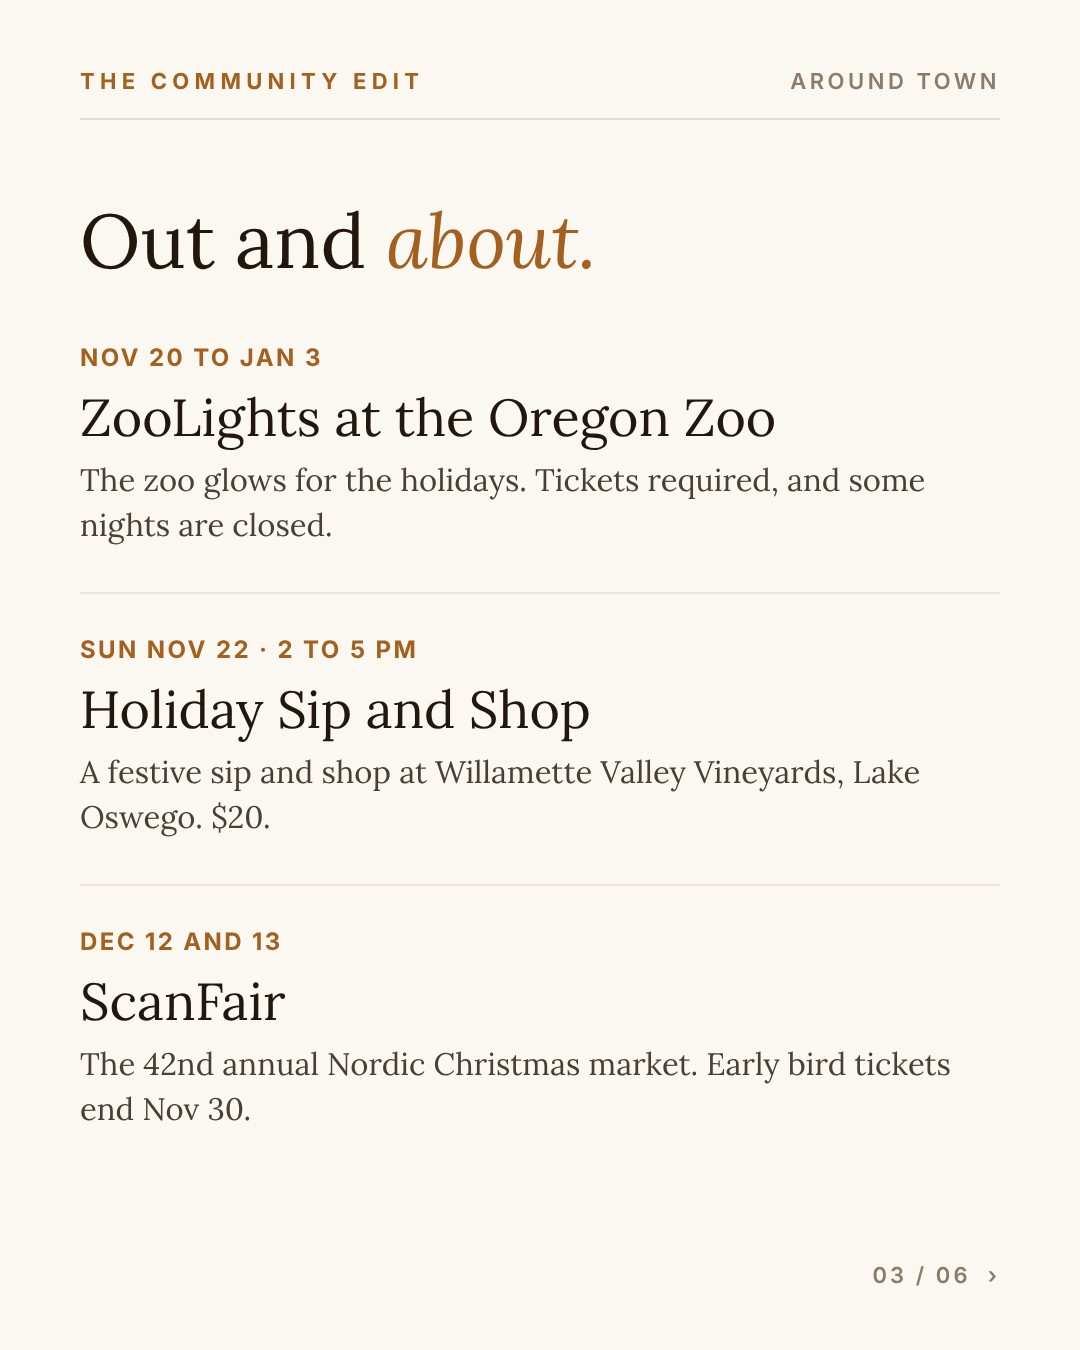 THE COMMUNITY EDIT
AROUND TOWN
Out and about.
NOV 20 TO JAN 3
ZooLights at the Oregon Zoo
The zoo glows for the holidays. Tickets required, and some
nights are closed.
SUN NOV 22 · 2 TO 5 PM
Holiday Sip and Shop
A festive sip and shop at Willamette Valley Vineyards, Lake
Oswego. $20.
DEC 12 AND 13
ScanFair
The 42nd annual Nordic Christmas market. Early bird tickets
end Nov 30.
03 / 06 ›